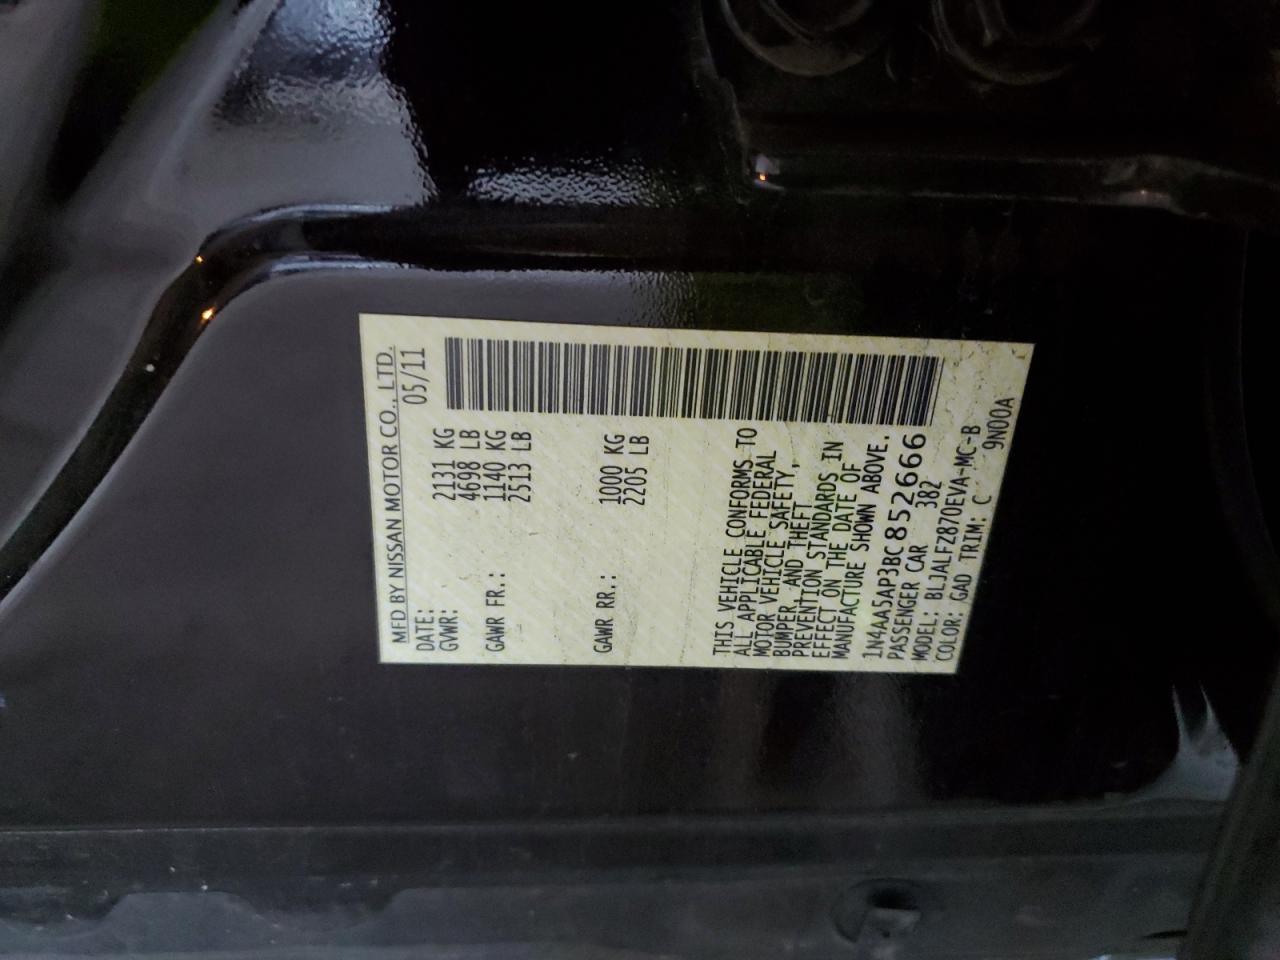 MFD BY NISSAN MOTOR CO., LTD.
DATE: 05/11
GVWR: 2131 KG
4698 LB
GAWR FR.: 1140 KG
2513 LB
GAWR RR.: 1000 KG
2205 LB
THIS VEHICLE CONFORMS TO
ALL APPLICABLE FEDERAL
MOTOR VEHICLE SAFETY,
BUMPER, AND THEFT
PREVENTION STANDARDS IN
EFFECT ON THE DATE OF
MANUFACTURE SHOWN ABOVE.
1N4AA5AP3BC852666
PASSENGER CAR 382
MODEL: BLJALFZ870EVA-MC-B
COLOR: GAD TRIM: C 9N00A